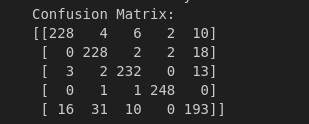 Confusion Matrix:
[[228   4   6   2  10]
 [  0 228   2   2  18]
 [  3   2 232   0  13]
 [  0   1   1 248   0]
 [ 16  31  10   0 193]]